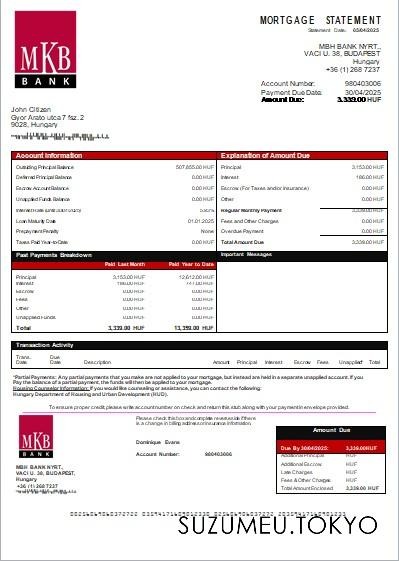 MKB
BANK
MORTGAGE STATEMENT
Statement Date: 05/04/2025
MBH BANK NYRT.,
VACI U. 38, BUDAPEST
Hungary
+36 (1) 268 7237
Account Number: 980403006
Payment Due Date: 30/04/2025
Amount Due: 3,339.00 HUF
John Citizen
Gyor Arato utca 7 fsz. 2
9028, Hungary
Account Information
Outstanding Principal Balance 507,855.00 HUF
Deferred Principal Balance 0.00 HUF
Escrow Account Balance 0.00 HUF
Unapplied Funds Balance 0.00 HUF
Loan Maturity Date 01.01.2025
Prepayment Penalty None
Taxes Paid Year-to-Date 0.00 HUF
Explanation of Amount Due
Principal 3,153.00 HUF
Interest 186.00 HUF
Escrow (For Taxes and/or Insurance) 0.00 HUF
Other 0.00 HUF
Regular Monthly Payment 3,339.00 HUF
Fees and Other Charges 0.00 HUF
Overdue Payment 0.00 HUF
Total Amount Due 3,339.00 HUF
Past Payments Breakdown
Paid Last Month Paid Year to Date
Principal 3,153.00 HUF 12,612.00 HUF
Interest 186.00 HUF 747.00 HUF
Escrow 0.00 HUF 0.00 HUF
Fees 0.00 HUF 0.00 HUF
Other 0.00 HUF 0.00 HUF
Unapplied Funds 0.00 HUF 0.00 HUF
Total 3,339.00 HUF 13,359.00 HUF
Important Messages
Transaction Activity
Trans. Date Due Date Description Amount Principal Interest Escrow Fees Unapplied* Total
*Partial Payments: Any partial payments that you make are not applied to your mortgage, but instead are held in a separate unapplied account. If you
Pay the balance of a partial payment, the funds will then be applied to your mortgage.
Housing Counselor Information: If you would like counseling or assistance, you can contact the following:
Hungary Department of Housing and Urban Development (HUD).
To ensure proper credit, please write account number on check and return this stub along with your payment in envelope provided.
MKB
BANK
MBH BANK NYRT.,
VACI U. 38, BUDAPEST,
Hungary
+36 (1) 268 7237
Please check this box and complete reverse side if there
is a change in billing address or insurance information.
Dominique Evans
Account Number: 980403006
Amount Due
Due By 30/04/2025: 3,339.00 HUF
Additional Principal HUF
Additional Escrow HUF
Late Charges HUF
Fees & Other Charges HUF
Total Amount Enclosed 3,339.00 HUF
SUZUMEU.TOKYO